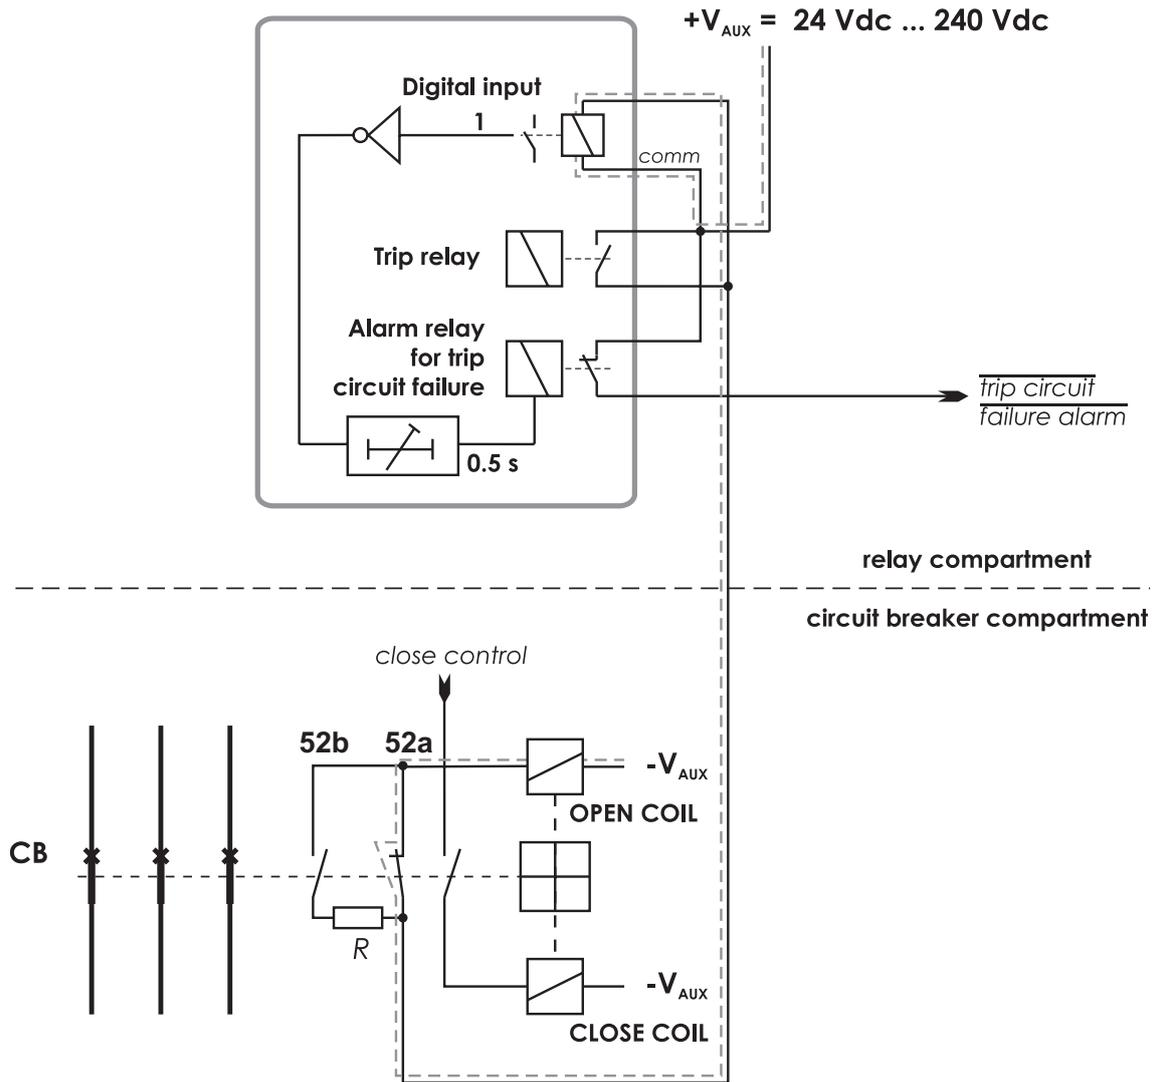 +VAUX = 24 Vdc ... 240 Vdc
Digital input
1
comm
Trip relay
Alarm relay
for trip
circuit failure
trip circuit
failure alarm
0.5 s
relay compartment
circuit breaker compartment
close control
52b 52a
-VAUX
OPEN COIL
CB
R
-VAUX
CLOSE COIL